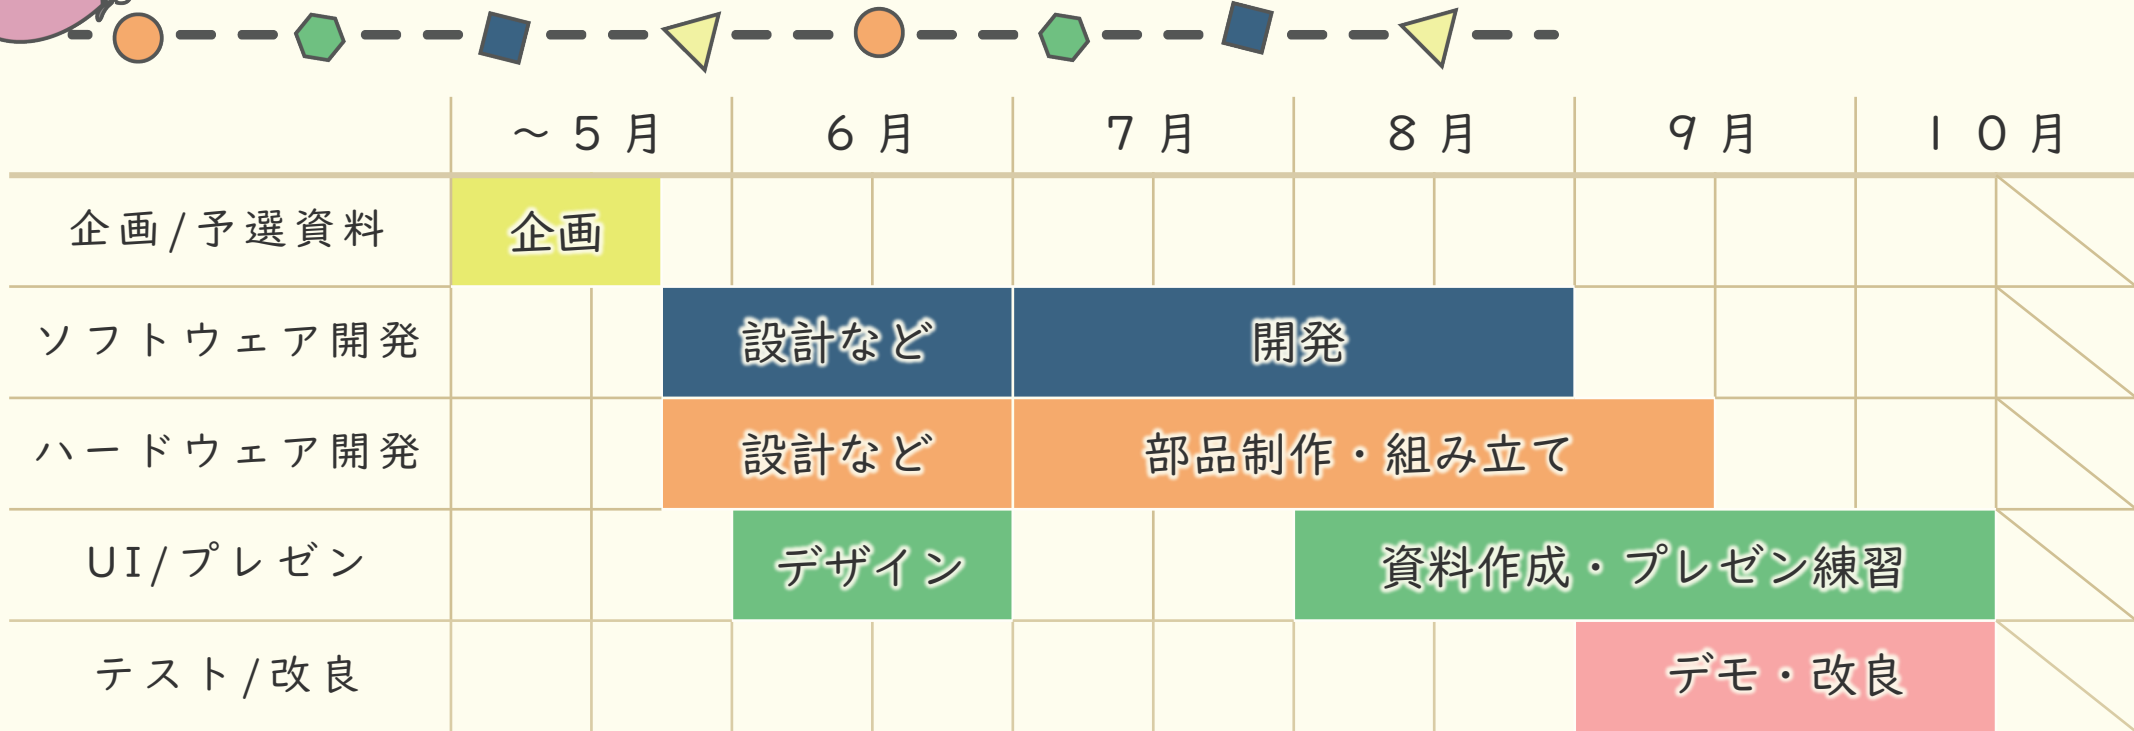 ～５月 ６月 ７月 ８月 ９月 １０月
企画/予選資料 企画
ソフトウェア開発 設計など 開発
ハードウェア開発 設計など 部品制作・組み立て
UI/プレゼン デザイン 資料作成・プレゼン練習
テスト/改良 デモ・改良